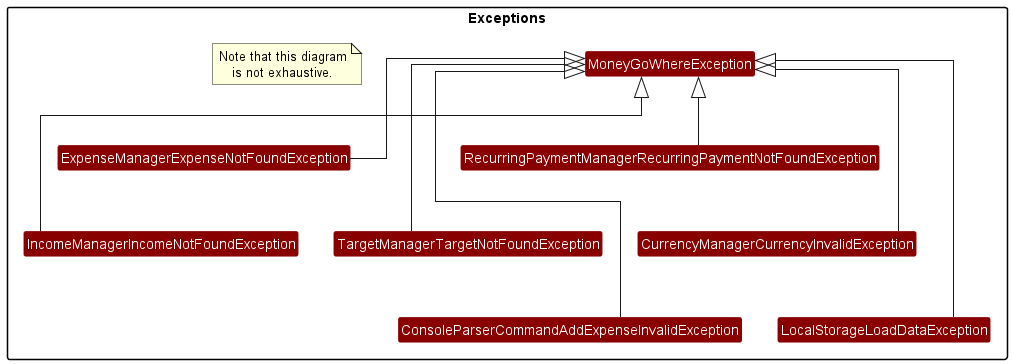 Exceptions
Note that this diagram
is not exhaustive.
MoneyGoWhereException
ExpenseManagerExpenseNotFoundException
RecurringPaymentManagerRecurringPaymentNotFoundException
IncomeManagerIncomeNotFoundException
TargetManagerTargetNotFoundException
CurrencyManagerCurrencyInvalidException
ConsoleParserCommandAddExpenseInvalidException
LocalStorageLoadDataException